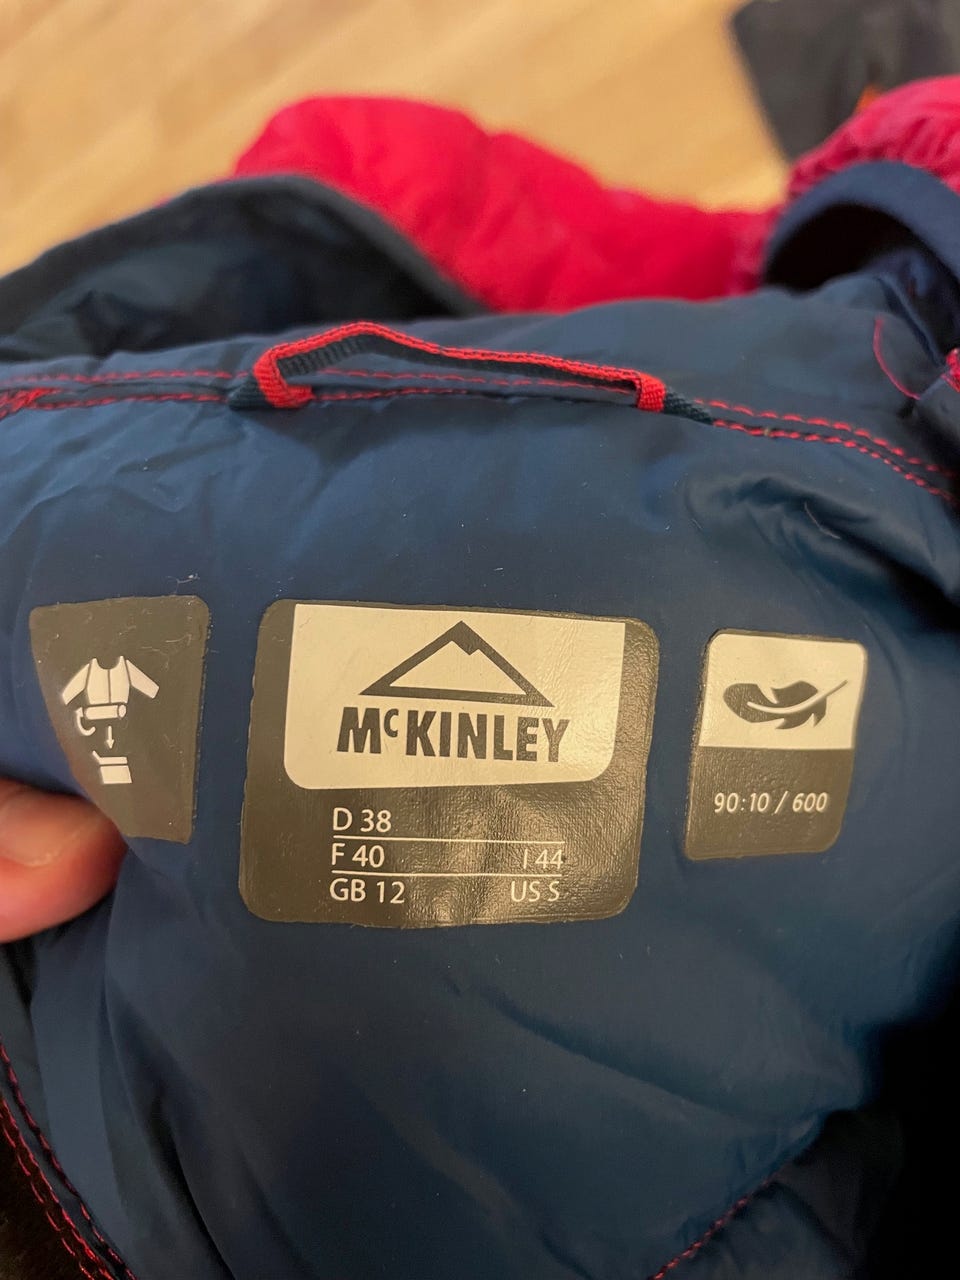 McKINLEY
D 38
F 40 I 44
GB 12 US S
90:10 / 600